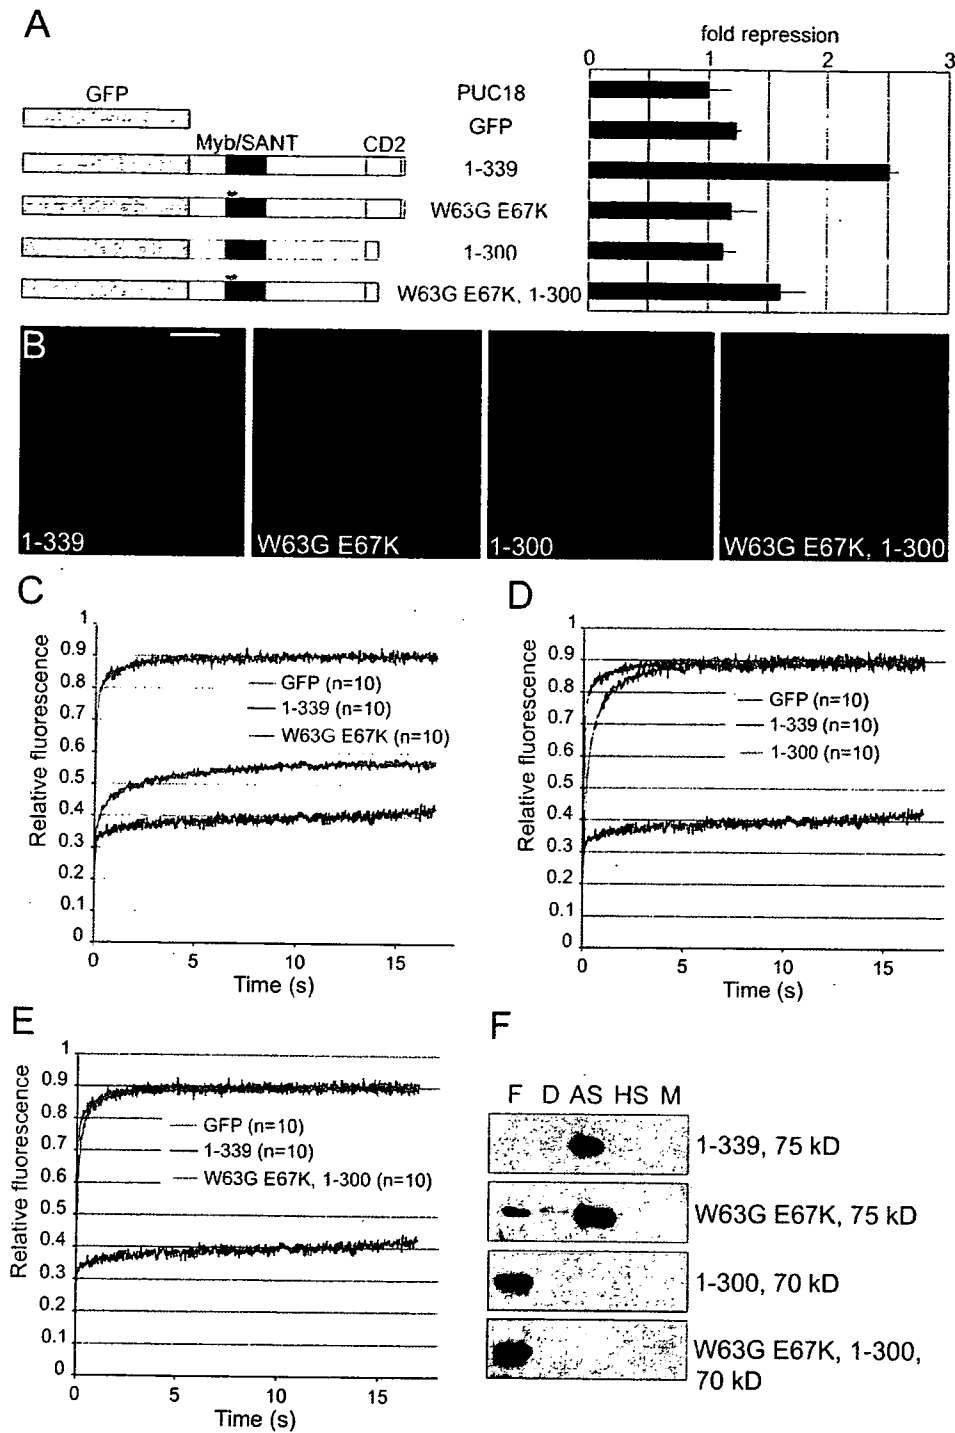 A
fold repression
0 1 2 3
GFP
Myb/SANT
CD2
PUC18
GFP
1-339
W63G E67K
1-300
W63G E67K, 1-300
B
1-339
W63G E67K
1-300
W63G E67K, 1-300
C
Relative fluorescence
1
0.9
0.8
0.7
0.6
0.5
0.4
0.3
0.2
0.1
0
GFP (n=10)
1-339 (n=10)
W63G E67K (n=10)
0 5 10 15
Time (s)
D
Relative fluorescence
1
0.9
0.8
0.7
0.6
0.5
0.4
0.3
0.2
0.1
0
GFP (n=10)
1-339 (n=10)
1-300 (n=10)
0 5 10 15
Time (s)
E
Relative fluorescence
1
0.9
0.8
0.7
0.6
0.5
0.4
0.3
0.2
0.1
0
GFP (n=10)
1-339 (n=10)
W63G E67K, 1-300 (n=10)
0 5 10 15
Time (s)
F
F D AS HS M
1-339, 75 kD
W63G E67K, 75 kD
1-300, 70 kD
W63G E67K, 1-300,
70 kD